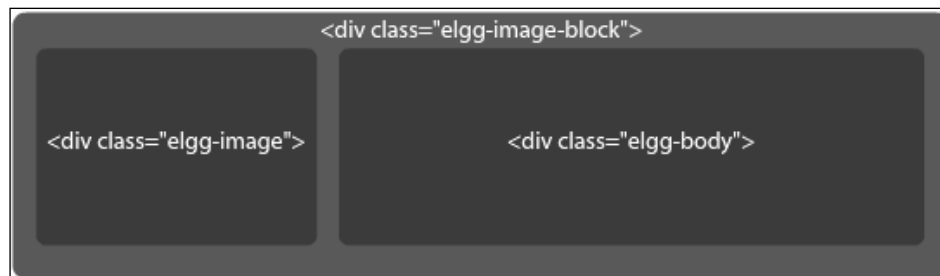 <div class="elgg-image-block">
<div class="elgg-image">
<div class="elgg-body">